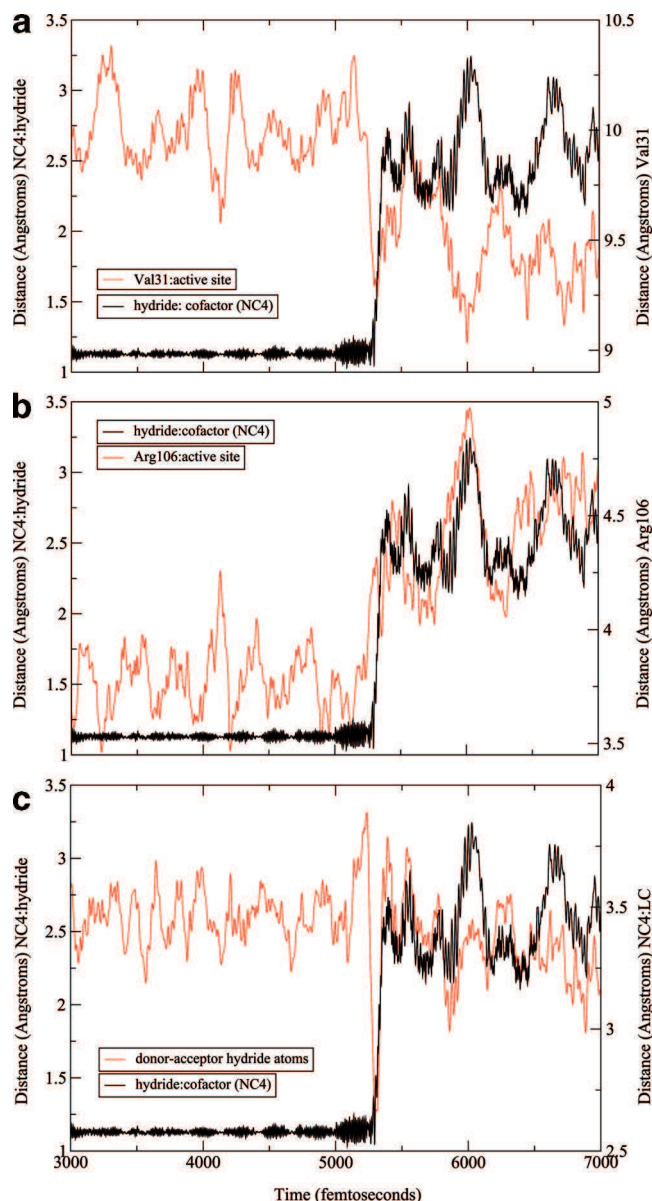 a
3.5
3
2.5
2
1.5
1
Distance (Angstroms) NC4:hydride
Val31:active site
hydride: cofactor (NC4)
10.5
10
9.5
9
Distance (Angstroms) Val31
b
3.5
3
2.5
2
1.5
1
Distance (Angstroms) NC4:hydride
hydride:cofactor (NC4)
Arg106:active site
5
4.5
4
3.5
Distance (Angstroms) Arg106
c
3.5
3
2.5
2
1.5
1
Distance (Angstroms) NC4:hydride
donor-acceptor hydride atoms
hydride:cofactor (NC4)
4
3.5
3
2.5
Distance (Angstroms) NC4:LC
3000 4000 5000 6000 7000
Time (femtoseconds)